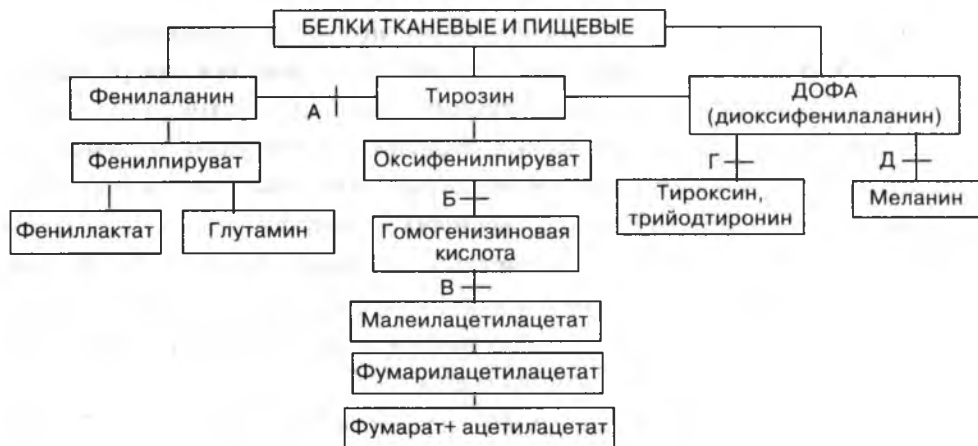 БЕЛКИ ТКАНЕВЫЕ И ПИЩЕВЫЕ
Фенилаланин
А
Тирозин
ДОФА
(диоксифенилаланин)
Фенилпируват
Оксифенилпируват
Г
Д
Фениллактат
Глутамин
Б
Тироксин,
трийодтиронин
Меланин
Гомогенизиновая
кислота
В
Малеилацетилацетат
Фумарилацетилацетат
Фумарат+ ацетилацетат